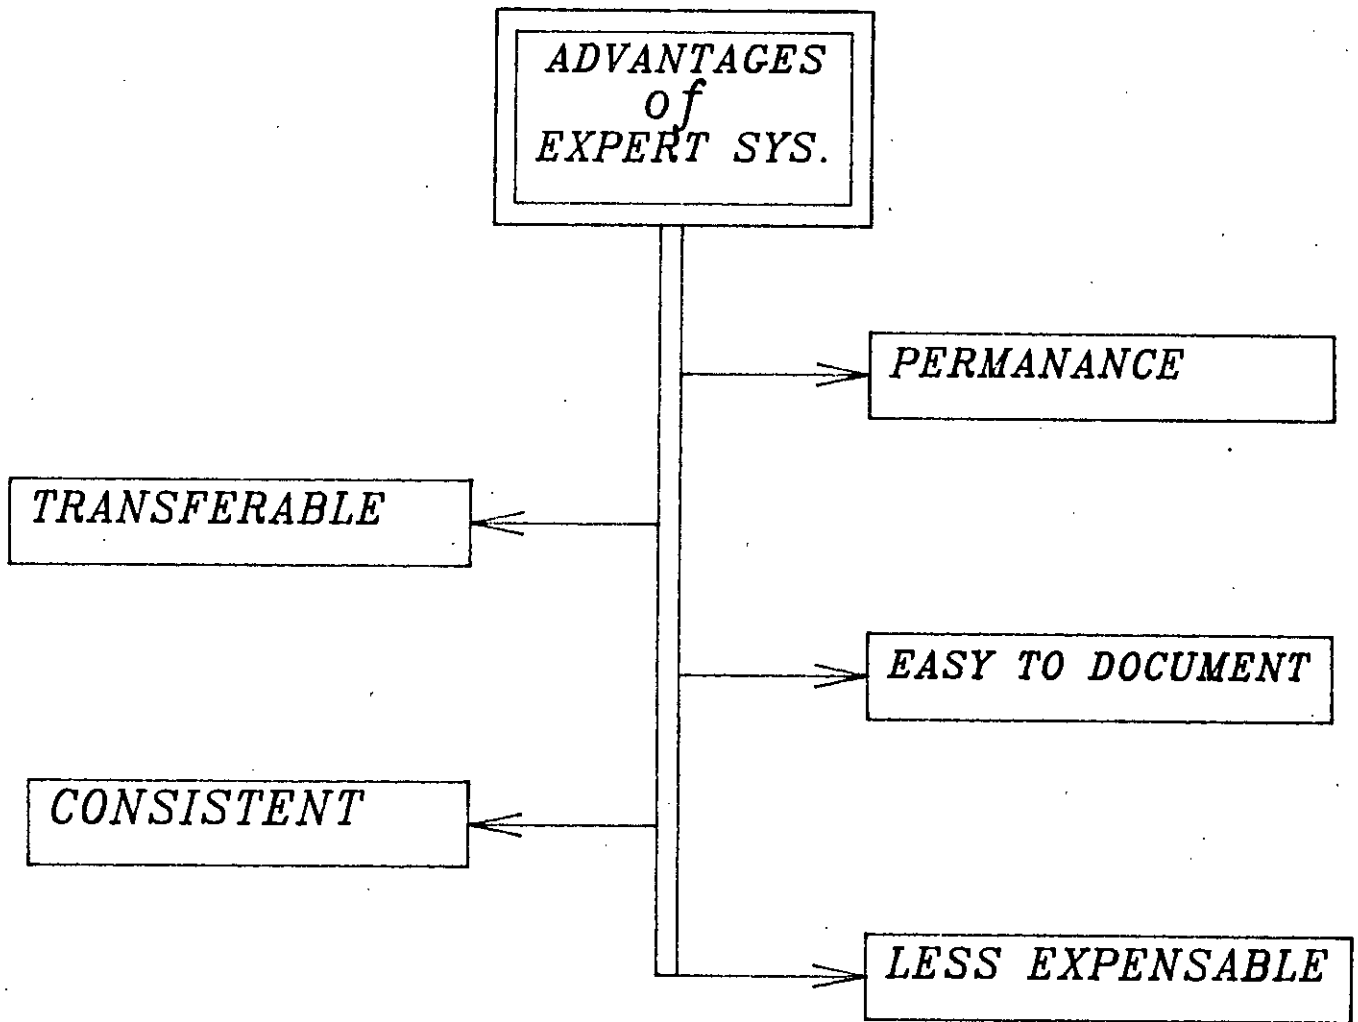 ADVANTAGES
of
EXPERT SYS.
PERMANANCE
TRANSFERABLE
EASY TO DOCUMENT
CONSISTENT
LESS EXPENSABLE